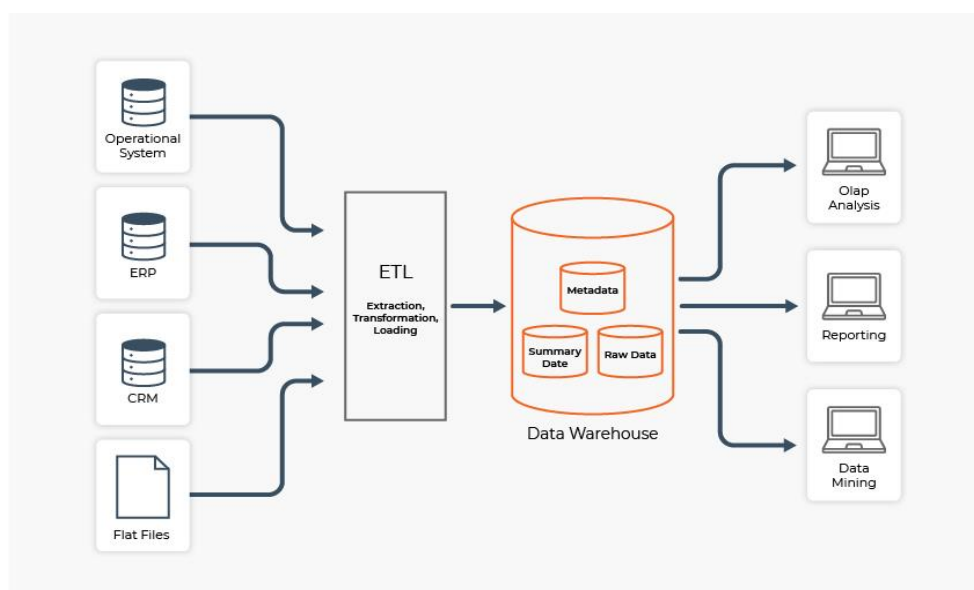 Operational
System
ERP
CRM
Flat Files
ETL
Extraction,
Transformation,
Loading
Metadata
Summary
Date
Raw Data
Data Warehouse
Olap
Analysis
Reporting
Data
Mining